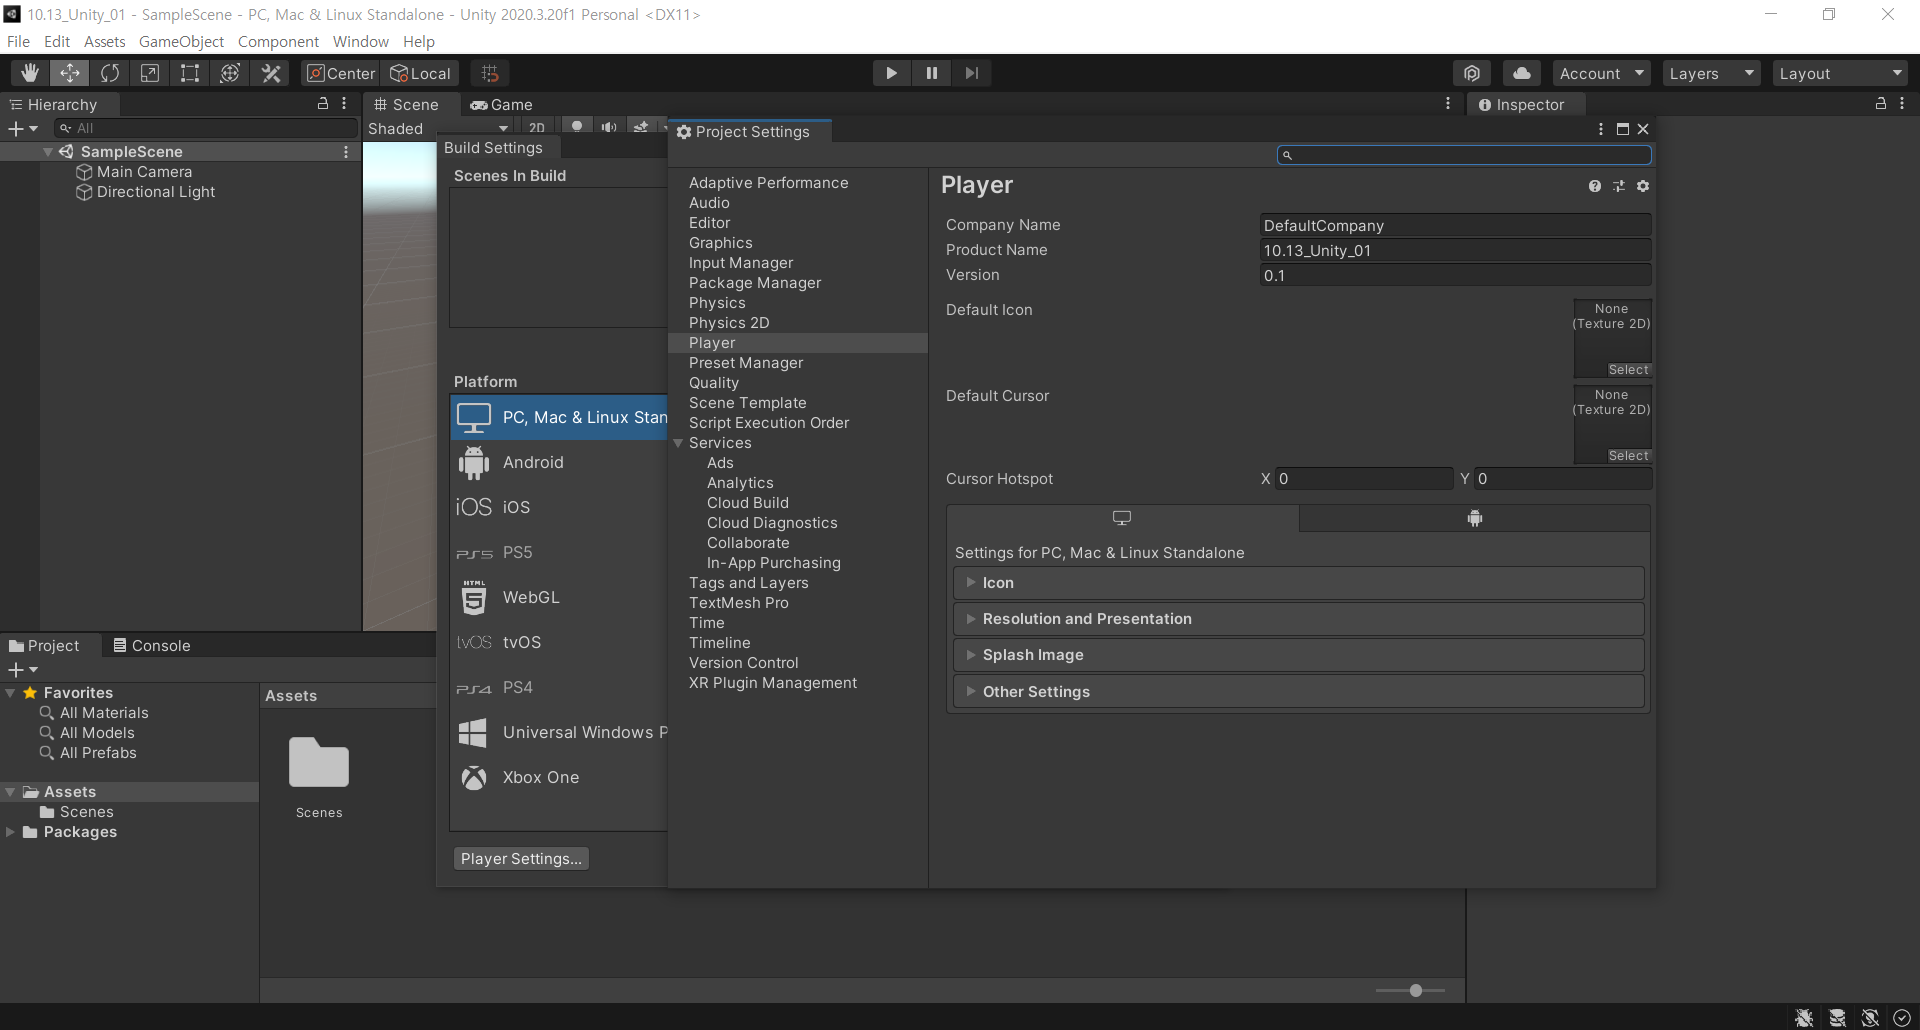 10.13_Unity_01 - SampleScene - PC, Mac & Linux Standalone - Unity 2020.3.20f1 Personal <DX11>
File Edit Assets GameObject Component Window Help
Center Local Account Layers Layout
Hierarchy
All
SampleScene
Main Camera
Directional Light
Scene Game
Shaded 2D
Build Settings
Scenes In Build
Platform
PC, Mac & Linux Stan
Android
iOS iOS
PS5 PS5
HTML 5 WebGL
tvOS tvOS
PS4 PS4
Universal Windows P
Xbox One
Player Settings...
Project Settings
Adaptive Performance
Audio
Editor
Graphics
Input Manager
Package Manager
Physics
Physics 2D
Player
Preset Manager
Quality
Scene Template
Script Execution Order
Services
Ads
Analytics
Cloud Build
Cloud Diagnostics
Collaborate
In-App Purchasing
Tags and Layers
TextMesh Pro
Time
Timeline
Version Control
XR Plugin Management
Player
Company Name DefaultCompany
Product Name 10.13_Unity_01
Version 0.1
Default Icon
None
(Texture 2D)
Select
Default Cursor
None
(Texture 2D)
Select
Cursor Hotspot X 0 Y 0
Settings for PC, Mac & Linux Standalone
Icon
Resolution and Presentation
Splash Image
Other Settings
Inspector
Project Console
Favorites
All Materials
All Models
All Prefabs
Assets
Scenes
Packages
Assets
Scenes